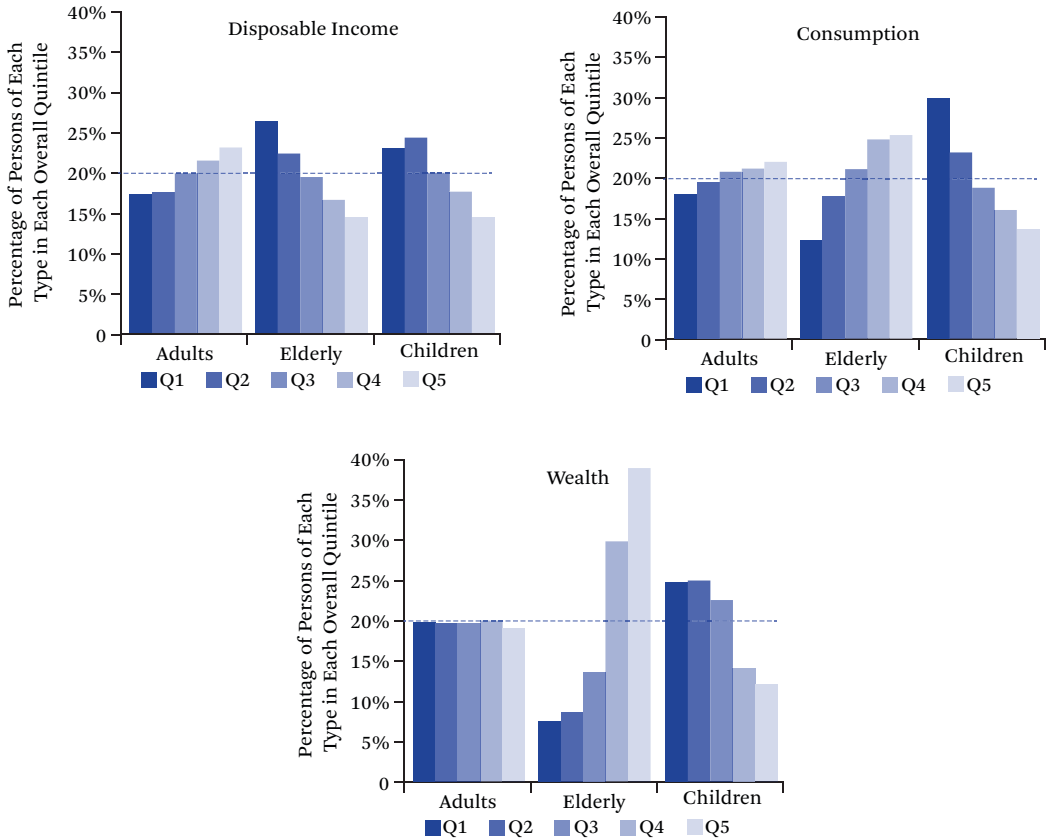 Disposable Income
Percentage of Persons of Each
Type in Each Overall Quintile
40%
35%
30%
25%
20%
15%
10%
5%
0
Adults Elderly Children
Q1 Q2 Q3 Q4 Q5
Consumption
Percentage of Persons of Each
Type in Each Overall Quintile
40%
35%
30%
25%
20%
15%
10%
5%
0
Adults Elderly Children
Q1 Q2 Q3 Q4 Q5
Wealth
Percentage of Persons of Each
Type in Each Overall Quintile
40%
35%
30%
25%
20%
15%
10%
5%
0
Adults Elderly Children
Q1 Q2 Q3 Q4 Q5